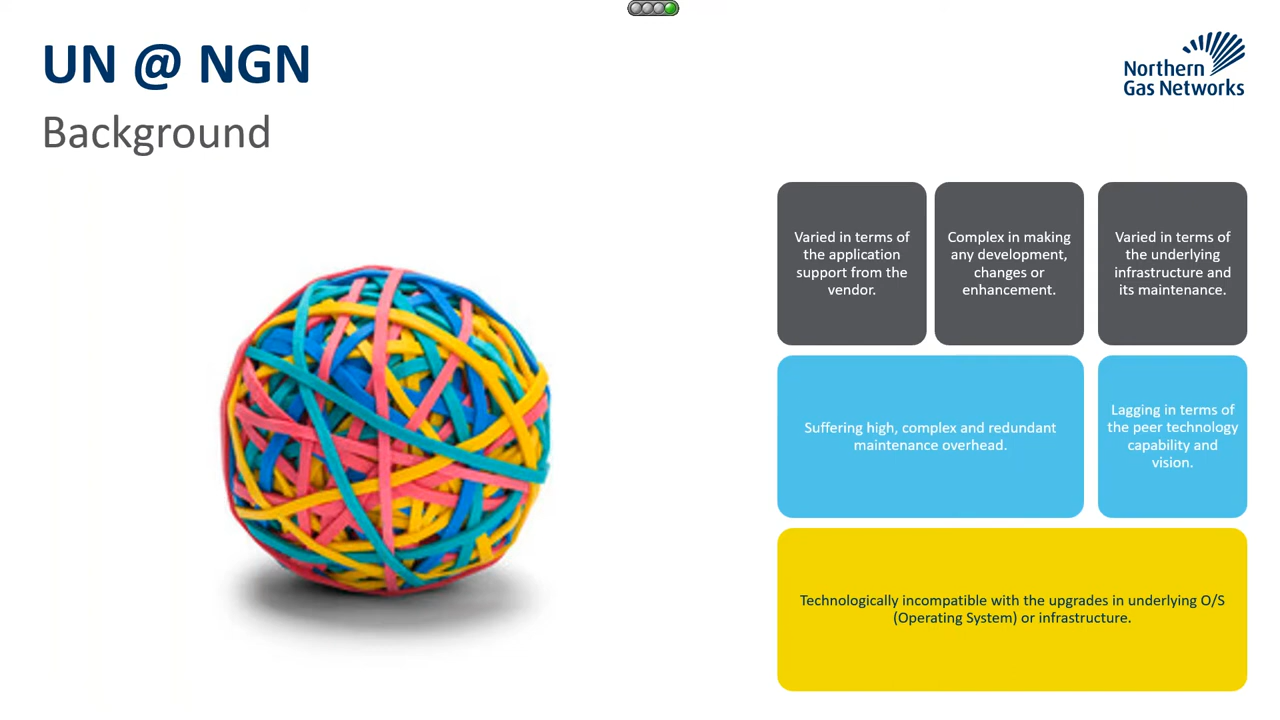 UN @ NGN
Background
Northern
Gas Networks
Varied in terms of
the application
support from the
vendor.
Complex in making
any development,
changes or
enhancement.
Varied in terms of
the underlying
infrastructure and
its maintenance.
Suffering high, complex and redundant
maintenance overhead.
Lagging in terms of
the peer technology
capability and
vision.
Technologically incompatible with the upgrades in underlying O/S
(Operating System) or infrastructure.